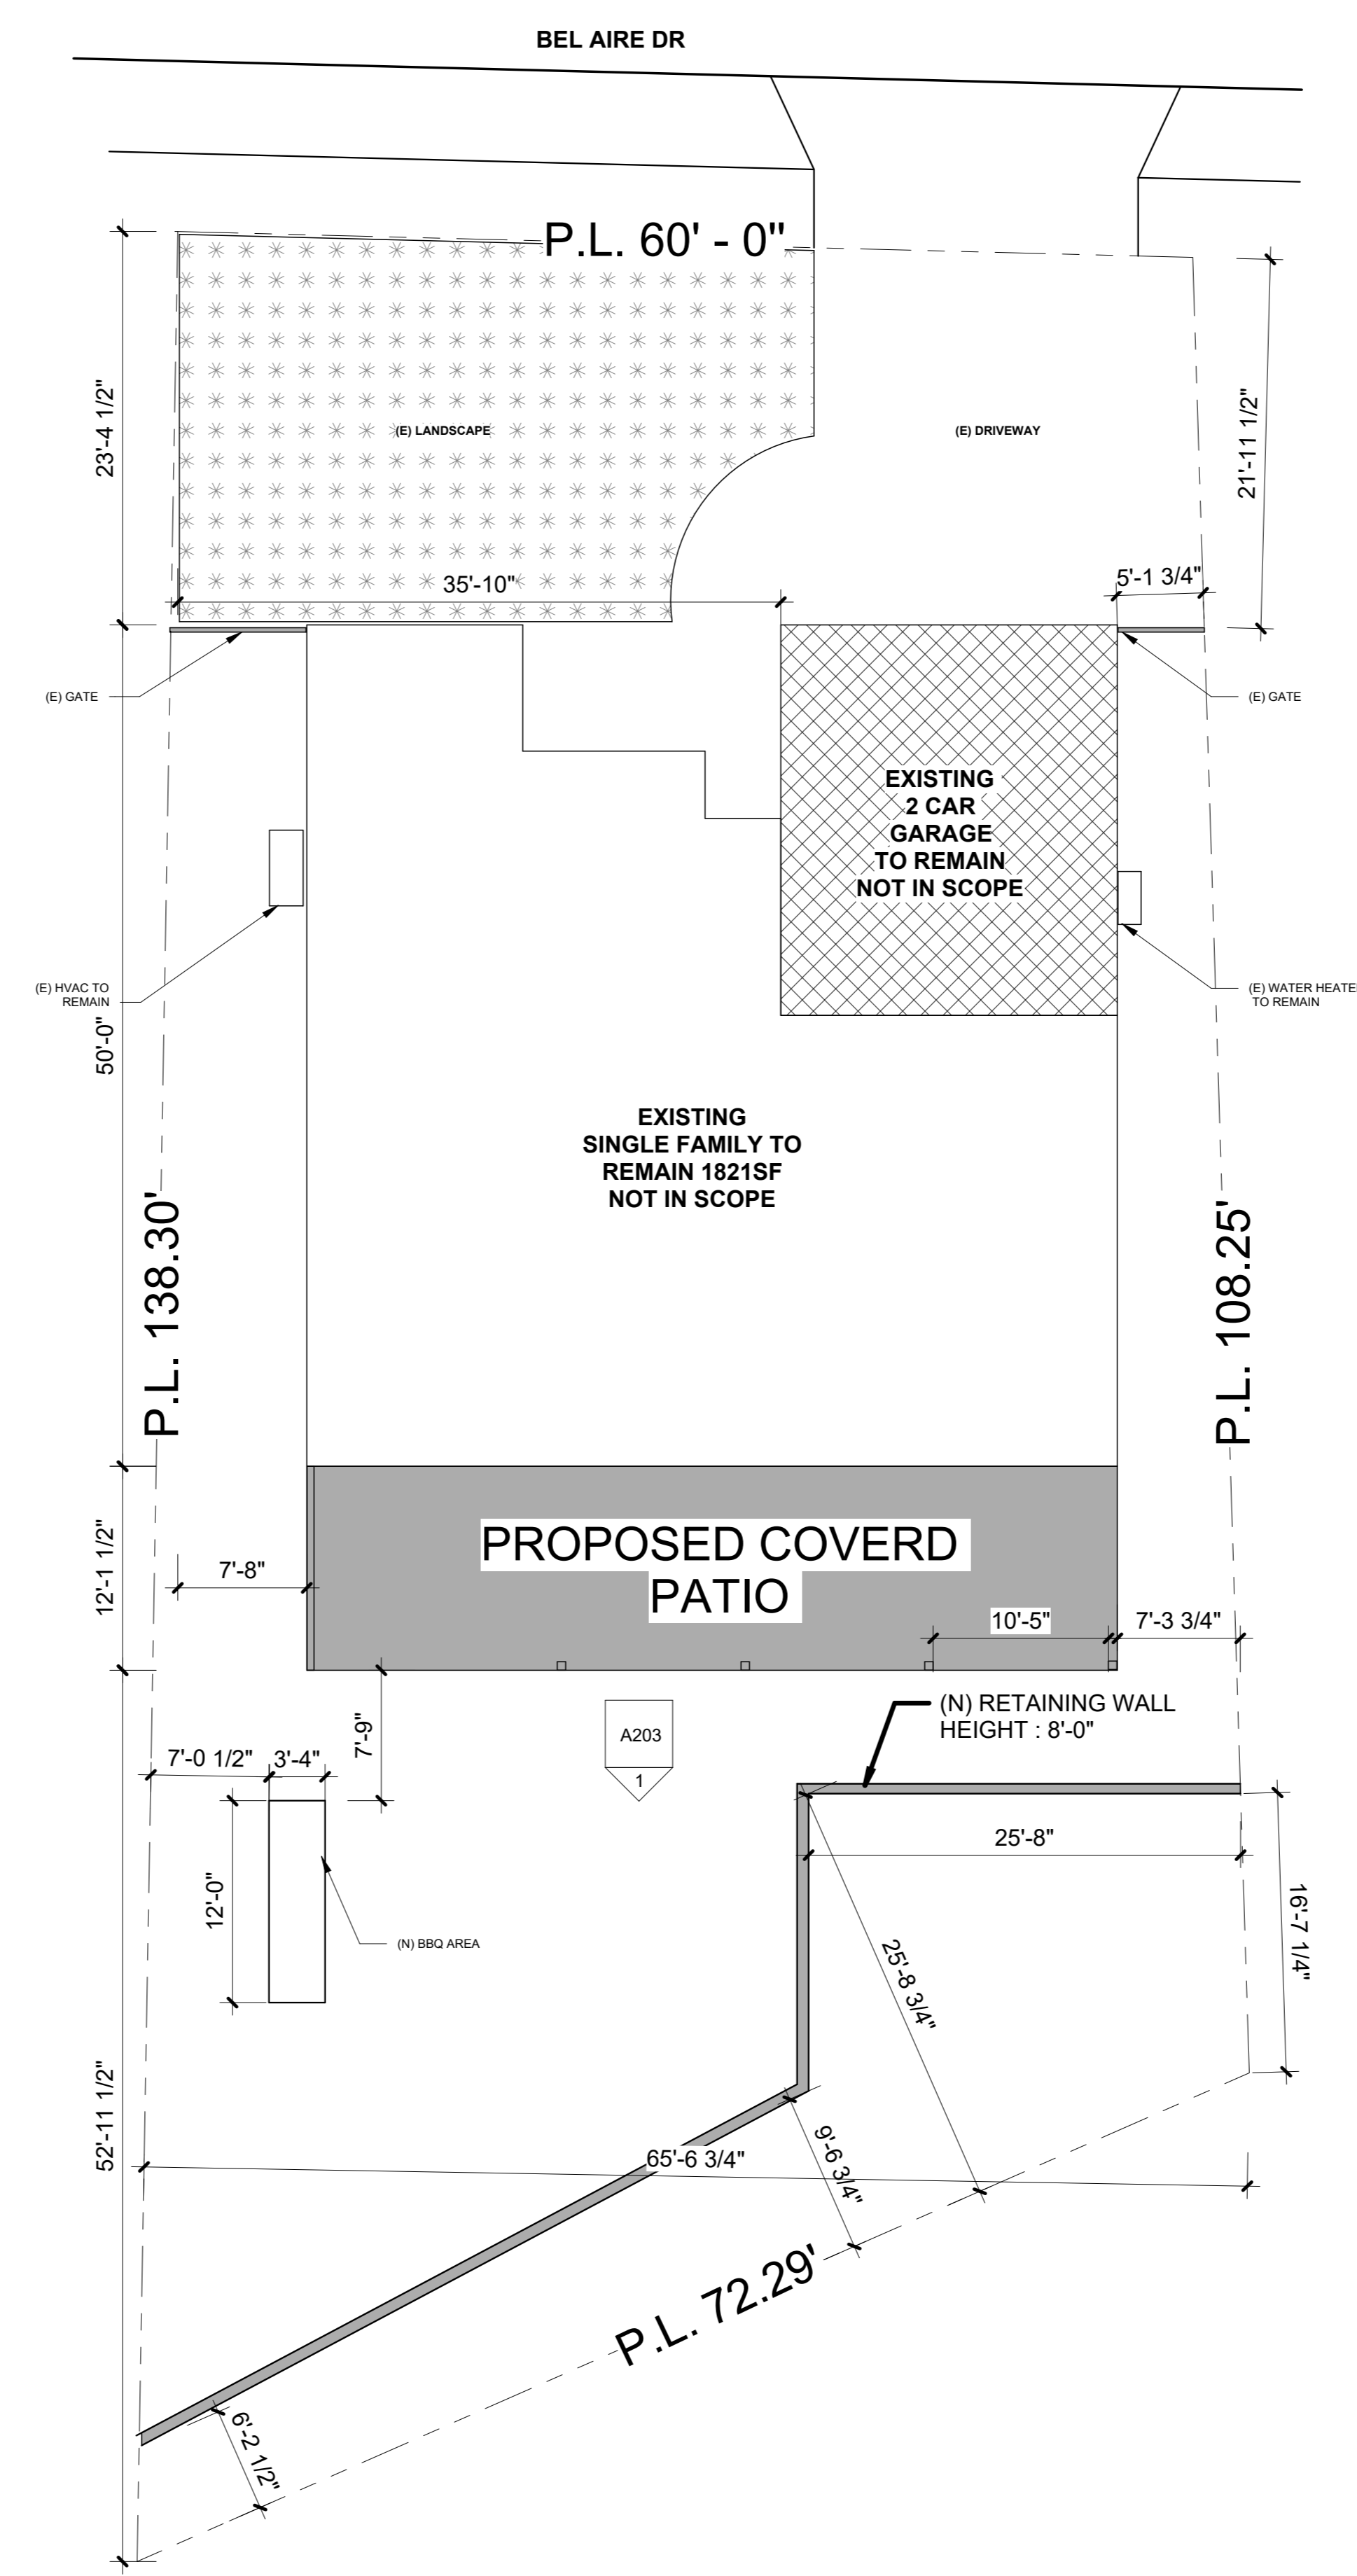 BEL AIRE DR
P.L. 60' - 0"
23'-4 1/2"
(E) LANDSCAPE
(E) DRIVEWAY
21'-11 1/2"
35'-10"
5'-1 3/4"
(E) GATE
(E) GATE
EXISTING
2 CAR
GARAGE
TO REMAIN
NOT IN SCOPE
(E) HVAC TO
REMAIN
(E) WATER HEATE
TO REMAIN
50'-0"
EXISTING
SINGLE FAMILY TO
REMAIN 1821SF
NOT IN SCOPE
P.L. 138.30'
P.L. 108.25'
12'-1 1/2"
PROPOSED COVERD
PATIO
7'-8"
10'-5"
7'-3 3/4"
(N) RETAINING WALL
HEIGHT : 8'-0"
A203
1
7'-9"
7'-0 1/2"
3'-4"
25'-8"
12'-0"
16'-7 1/4"
(N) BBQ AREA
25'-8 3/4"
52'-11 1/2"
65'-6 3/4"
9'-6 3/4"
P.L. 72.29'
6'-2 1/2"